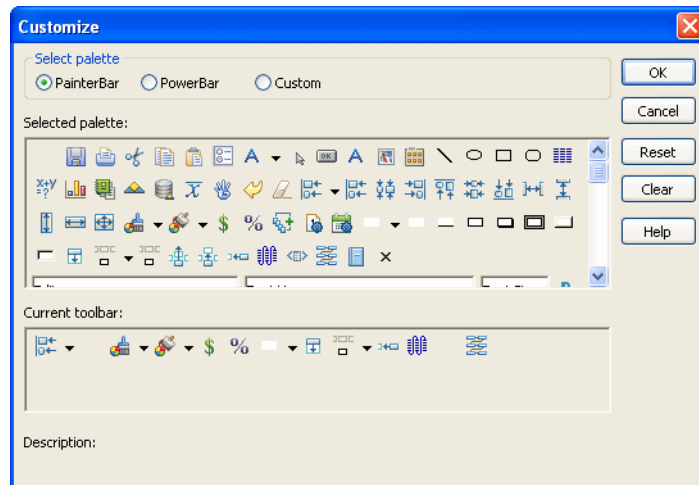 Customize
Select palette
PainterBar
PowerBar
Custom
OK
Cancel
Reset
Clear
Help
Selected palette:
Current toolbar:
Description: